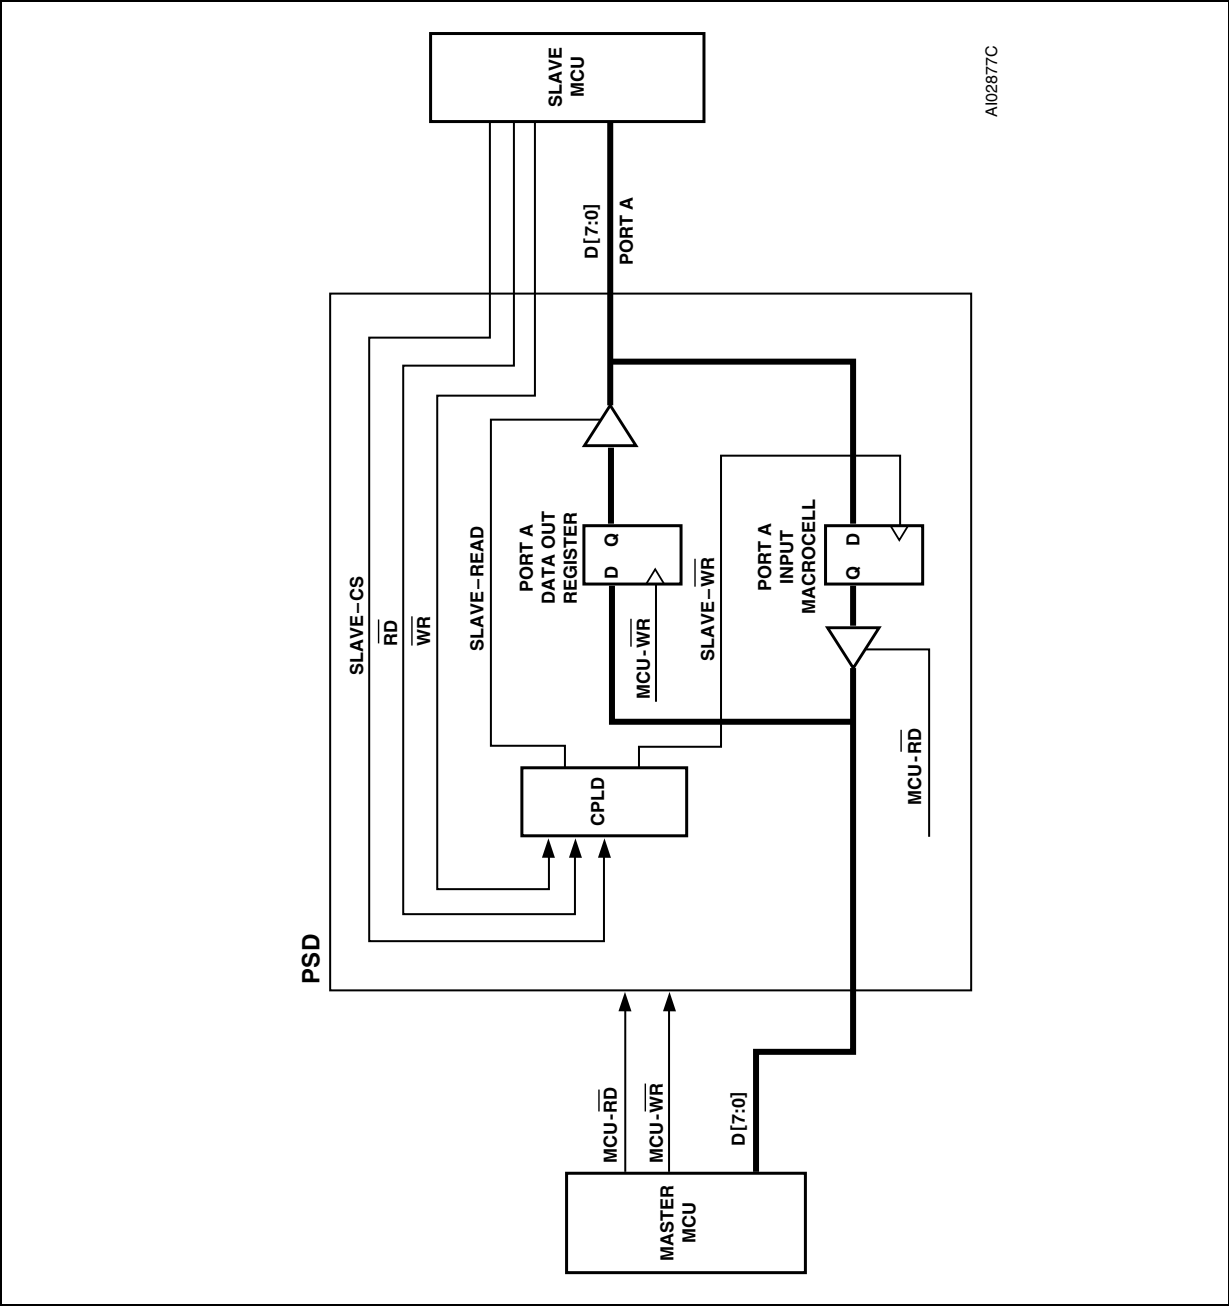 PSD
SLAVE–CS
RD
WR
SLAVE–READ
PORT A
DATA OUT
REGISTER
D Q
MCU-RD
MCU-WR
MASTER
MCU
CPLD
MCU-WR
SLAVE
MCU
D[7:0]
PORT A
SLAVE–WR
D[7:0]
PORT A
INPUT
MACROCELL
Q D
MCU-RD
AI02877C